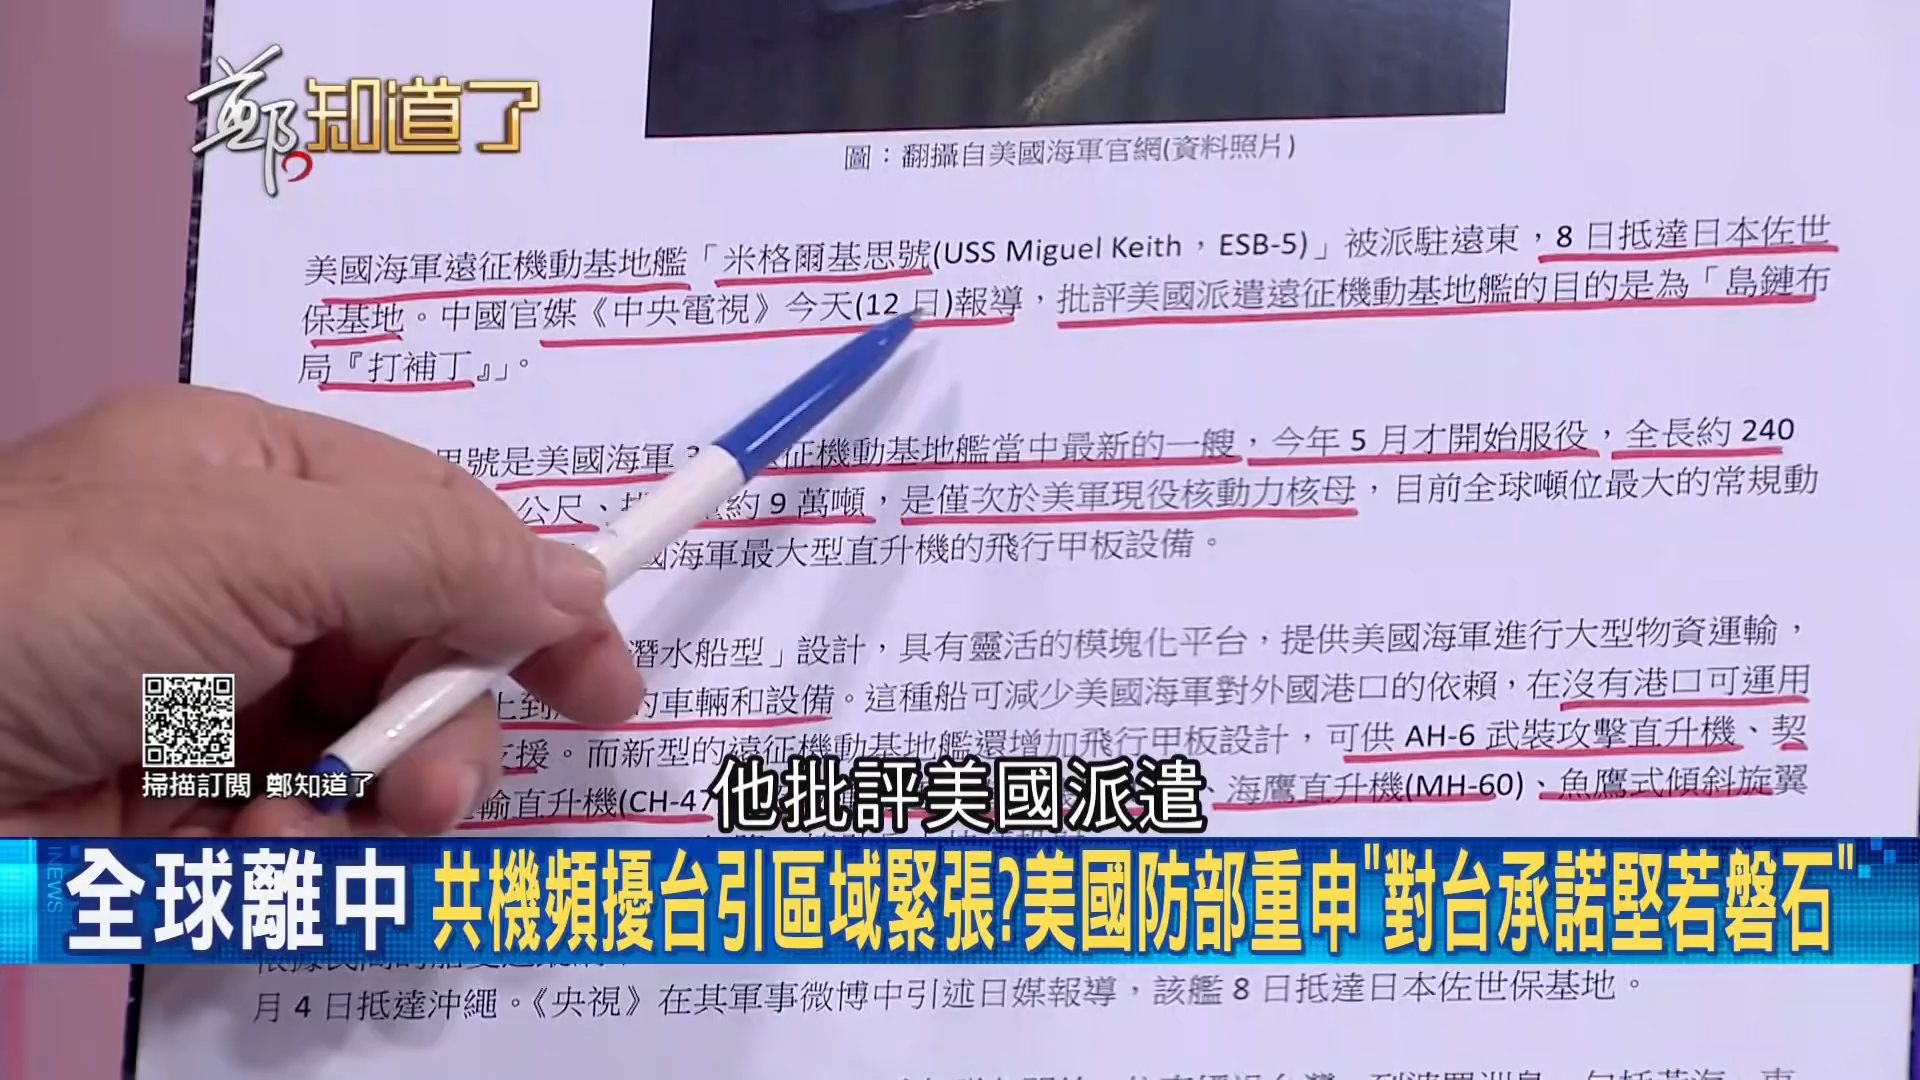 鄭知道了
圖：翻攝自美國海軍官網(資料照片)
美國海軍遠征機動基地艦「米格爾基思號(USS Miguel Keith，ESB-5)」被派駐遠東，8日抵達日本佐世
保基地。中國官媒《中央電視》今天(12日)報導，批評美國派遣遠征機動基地艦的目的是為「島鏈布
局『打補丁』」。
號是美國海軍 征機動基地艦當中最新的一艘，今年5月才開始服役，全長約240
公尺、 約9萬噸，是僅次於美軍現役核動力核母，目前全球噸位最大的常規動
海軍最大型直升機的飛行甲板設備。
潛水船型」設計，具有靈活的模塊化平台，提供美國海軍進行大型物資運輸，
的車輛和設備。這種船可減少美國海軍對外國港口的依賴，在沒有港口可運用
支援。而新型的遠征機動基地艦還增加飛行甲板設計，可供AH-6武裝攻擊直升機、契
輸直升機(CH-47 、海鷹直升機(MH-60)、魚鷹式傾斜旋翼
掃描訂閱 鄭知道了
他批評美國派遣
NEWS
全球離中 共機頻擾台引區域緊張?美國防部重申"對台承諾堅若磐石"
月4日抵達沖繩。《央視》在其軍事微博中引述日媒報導，該艦8日抵達日本佐世保基地。